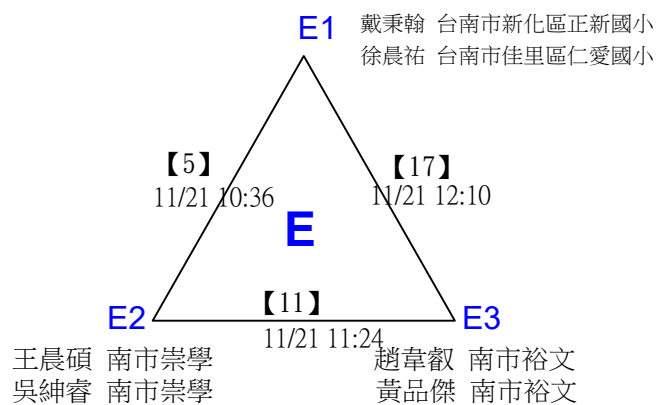 E1
戴秉翰 台南市新化區正新國小
徐晨祐 台南市佳里區仁愛國小
【5】
11/21 10:36
【17】
11/21 12:10
E
E2
【11】
11/21 11:24
E3
王晨碩 南市崇學
吳紳睿 南市崇學
趙韋叡 南市裕文
黃品傑 南市裕文